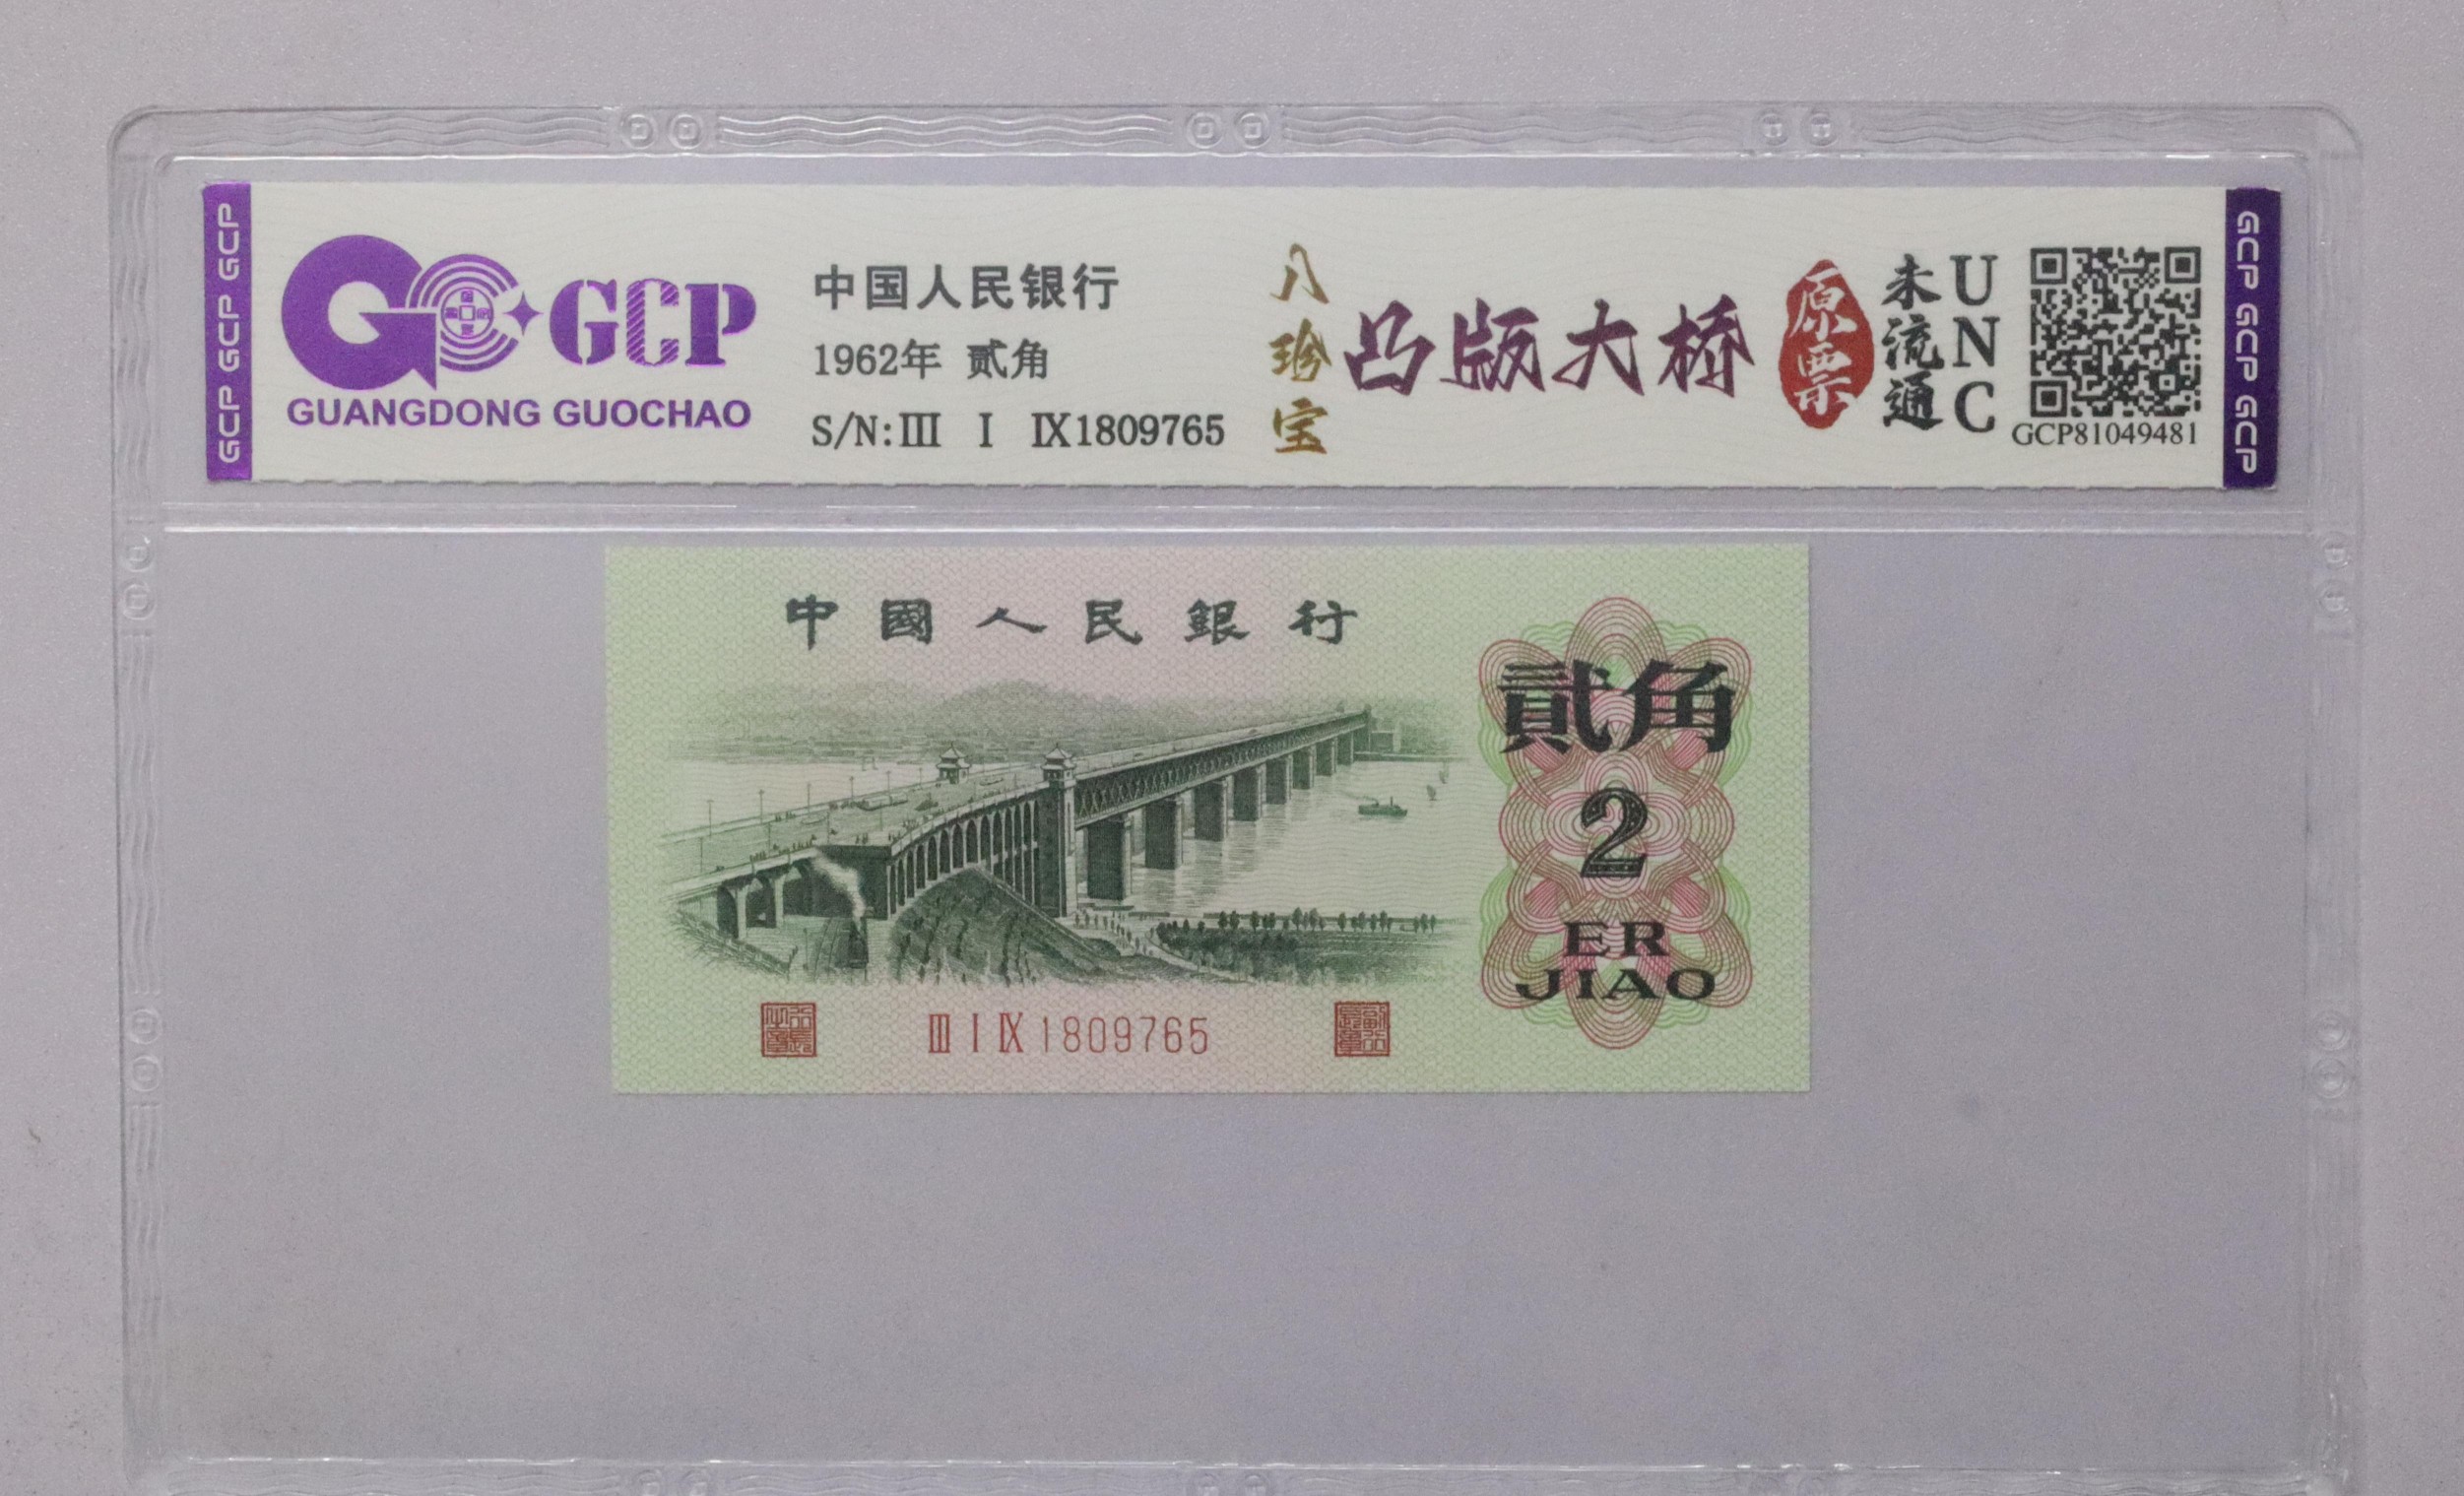 GCP GCP GCP
GCP
GUANGDONG GUOCHAO
中国人民银行
1962年 贰角
S/N:Ⅲ Ⅰ Ⅸ1809765
八珍宝
凸版大桥
原票
未流通
UNC
GCP81049481
GCP GCP GCP
中國人民銀行
貳角
2
ER
JIAO
Ⅲ Ⅰ Ⅸ 1809765